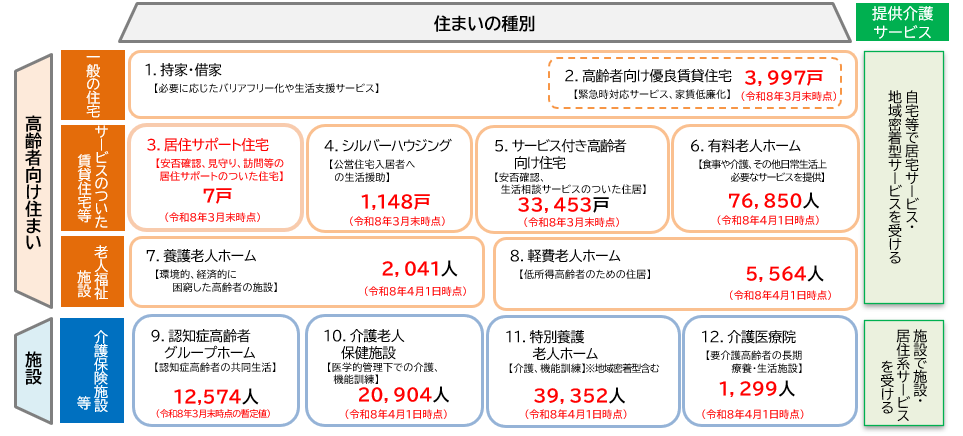 住まいの種別
提供介護
サービス
高齢者向け住まい
一般の住宅
1. 持家・借家
【必要に応じたバリアフリー化や生活支援サービス】
2. 高齢者向け優良賃貸住宅
3,997戸
【緊急時対応サービス、家賃低廉化】
(令和8年3月末時点)
サービスのついた
賃貸住宅等
3. 居住サポート住宅
【安否確認、見守り、訪問等の
居住サポートのついた住宅】
7戸
(令和8年3月末時点)
4. シルバーハウジング
【公営住宅入居者へ
の生活援助】
1,148戸
(令和8年3月末時点)
5. サービス付き高齢者
向け住宅
【安否確認、
生活相談サービスのついた住居】
33,453戸
(令和8年3月末時点)
6. 有料老人ホーム
【食事や介護、その他日常生活上
必要なサービスを提供】
76,850人
(令和8年4月1日時点)
老人福祉
施設
7. 養護老人ホーム
【環境的、経済的に
困窮した高齢者の施設】
2,041人
(令和8年4月1日時点)
8. 軽費老人ホーム
【低所得高齢者のための住居】
5,564人
(令和8年4月1日時点)
自宅等で居宅サービス・
地域密着型サービスを受ける
施設
介護保険施設
等
9. 認知症高齢者
グループホーム
【認知症高齢者の共同生活】
12,574人
(令和8年3月末時点の暫定値)
10. 介護老人
保健施設
【医学的管理下での介護、
機能訓練】
20,904人
(令和8年4月1日時点)
11. 特別養護
老人ホーム
【介護、機能訓練】※地域密着型含む
39,352人
(令和8年4月1日時点)
12. 介護医療院
【要介護高齢者の長期
療養・生活施設】
1,299人
(令和8年4月1日時点)
施設で施設・
居住系サービス
を受ける